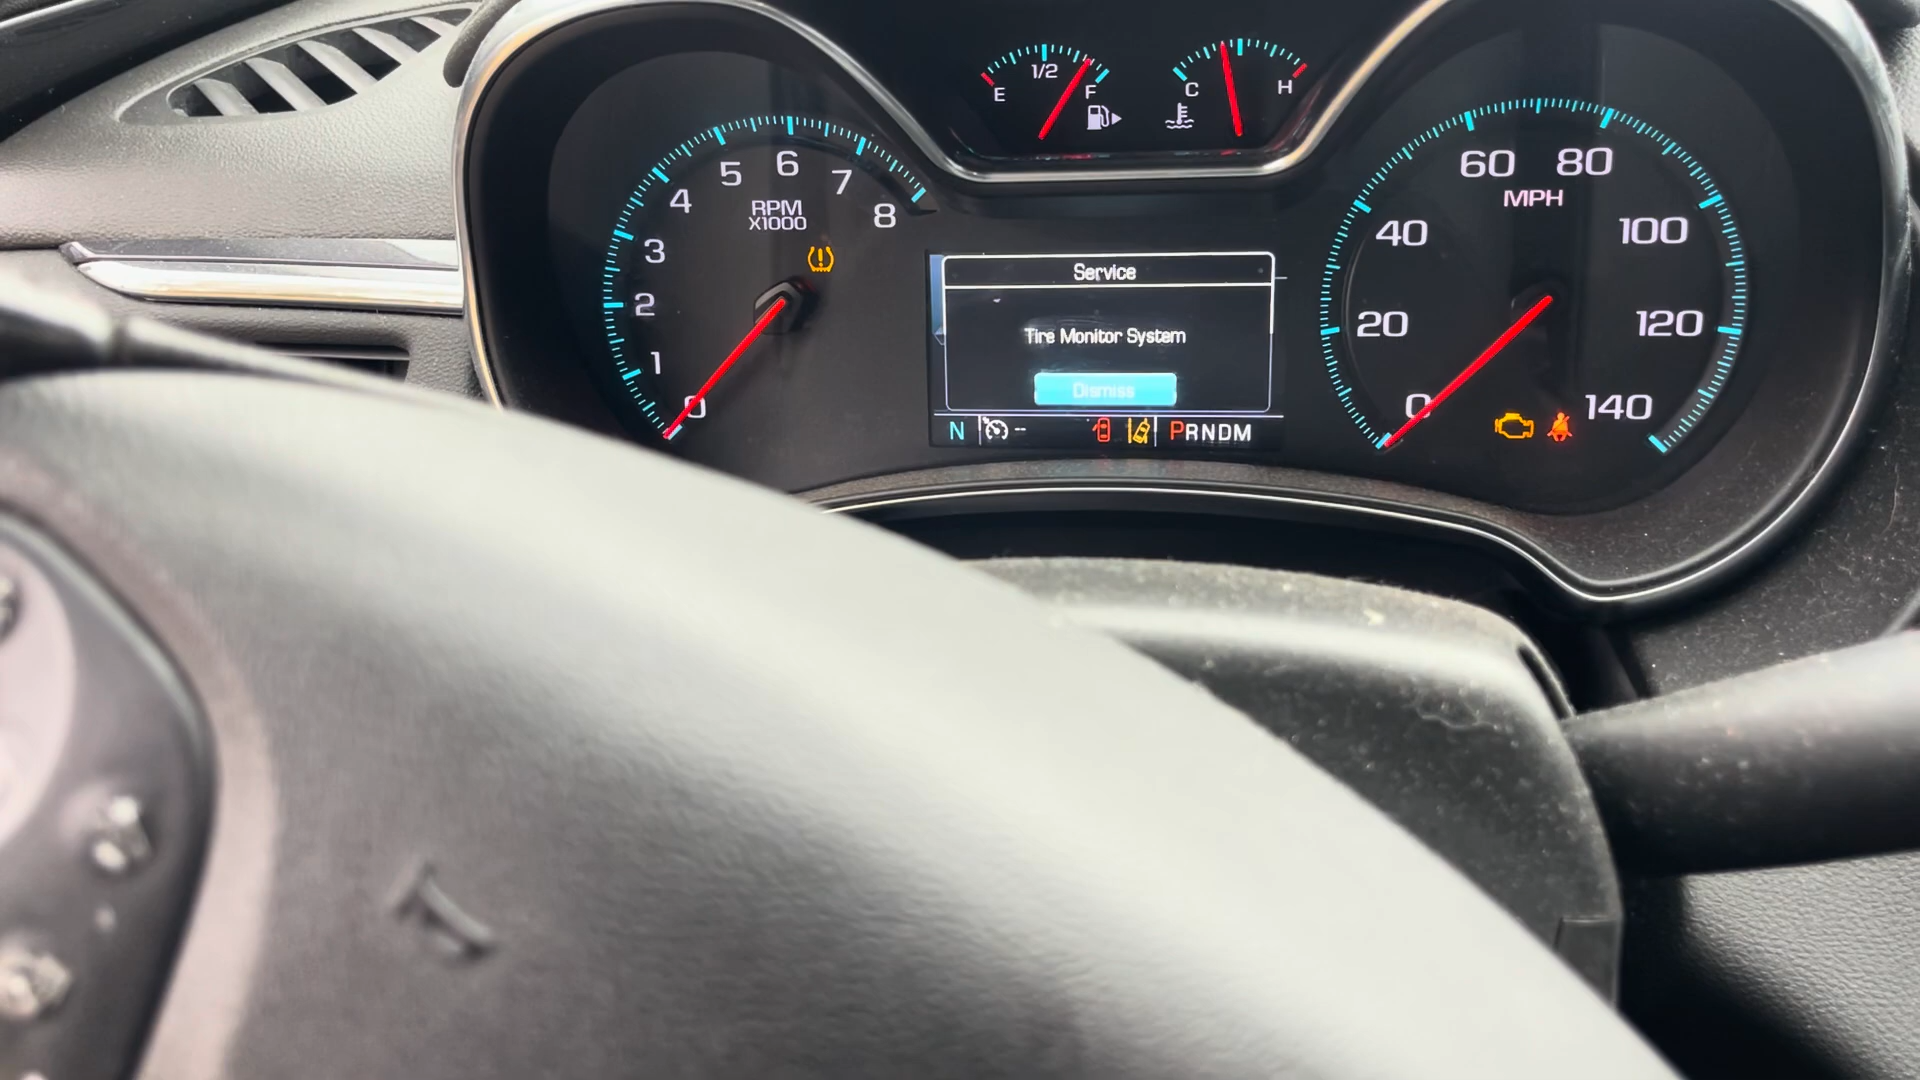 E 1/2 F
C H
1 2 3 4 5 6 7 8
RPM
X1000
0
Service
Tire Monitor System
Dismiss
N -- PRNDM
0 20 40 60 80 100 120 140
MPH